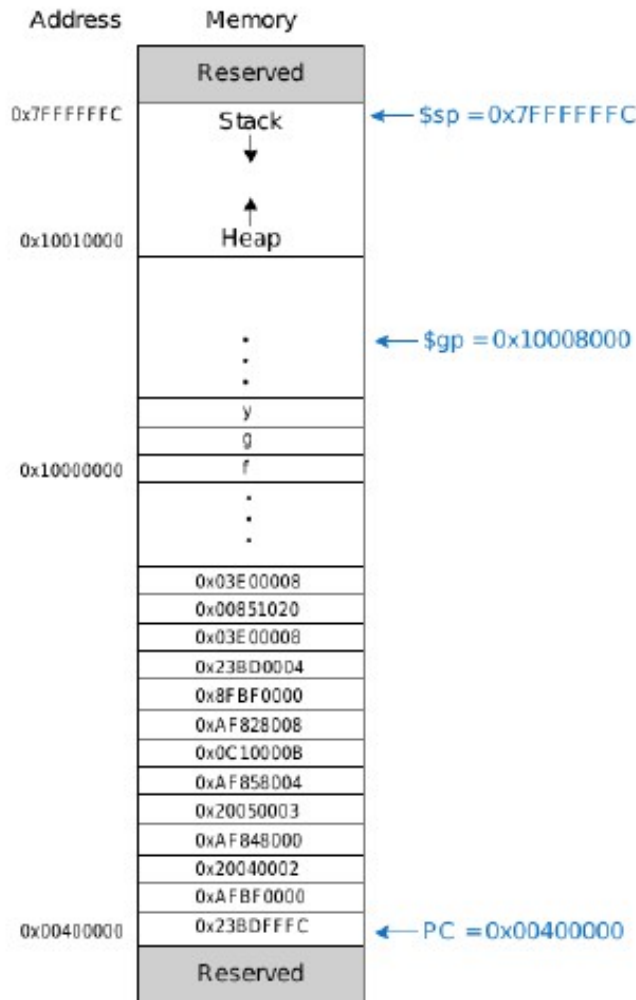 Address Memory
Reserved
0x7FFFFFFC Stack $sp = 0x7FFFFFFC
0x10010000 Heap
$gp = 0x10008000
y
g
0x10000000 f
0x03E00008
0x00851020
0x03E00008
0x23BD0004
0x8FBF0000
0xAF828008
0x0C10000B
0xAF858004
0x20050003
0xAF848000
0x20040002
0xAFBF0000
0x00400000 0x23BDFFFC PC = 0x00400000
Reserved